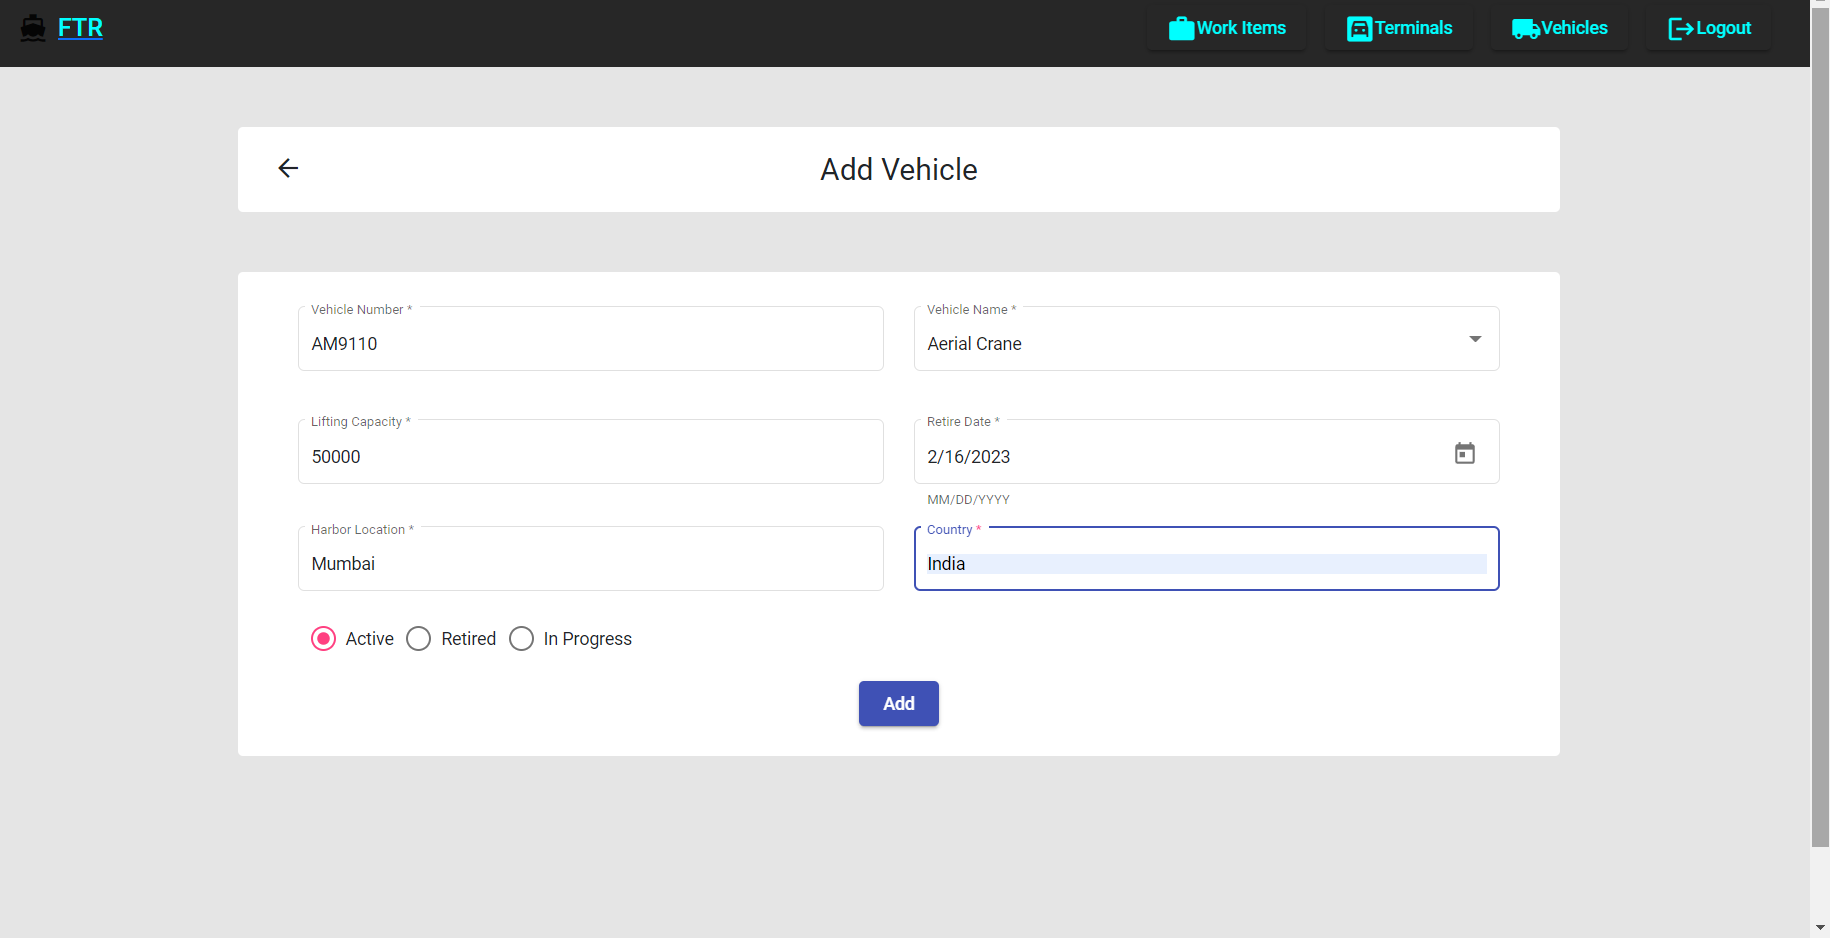 FTR
Work Items
Terminals
Vehicles
Logout
Add Vehicle
Vehicle Number *
AM9110
Vehicle Name *
Aerial Crane
Lifting Capacity *
50000
Retire Date *
2/16/2023
MM/DD/YYYY
Harbor Location *
Mumbai
Country *
India
Active
Retired
In Progress
Add